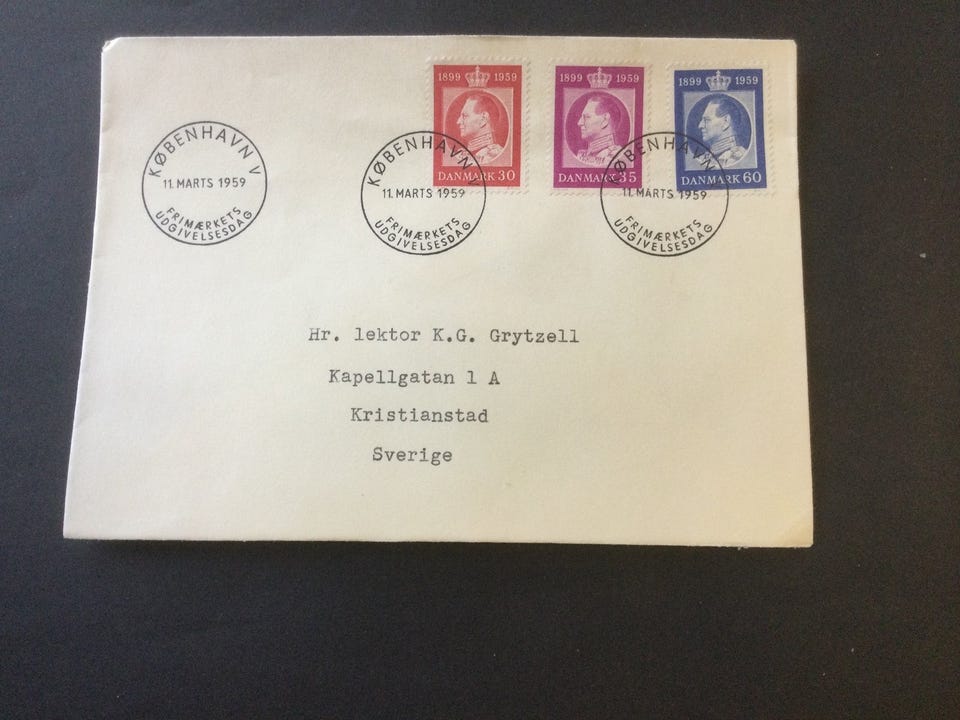 1899 1959
DANMARK 30
1899 1959
DANMARK 35
1899 1959
DANMARK 60
KØBENHAVN V
11. MARTS 1959
FRIMÆRKETS
UDGIVELSESDAG
KØBENHAVN V
11. MARTS 1959
FRIMÆRKETS
UDGIVELSESDAG
KØBENHAVN V
11. MARTS 1959
FRIMÆRKETS
UDGIVELSESDAG
Hr. lektor K.G. Grytzell
Kapellgatan 1 A
Kristianstad
Sverige